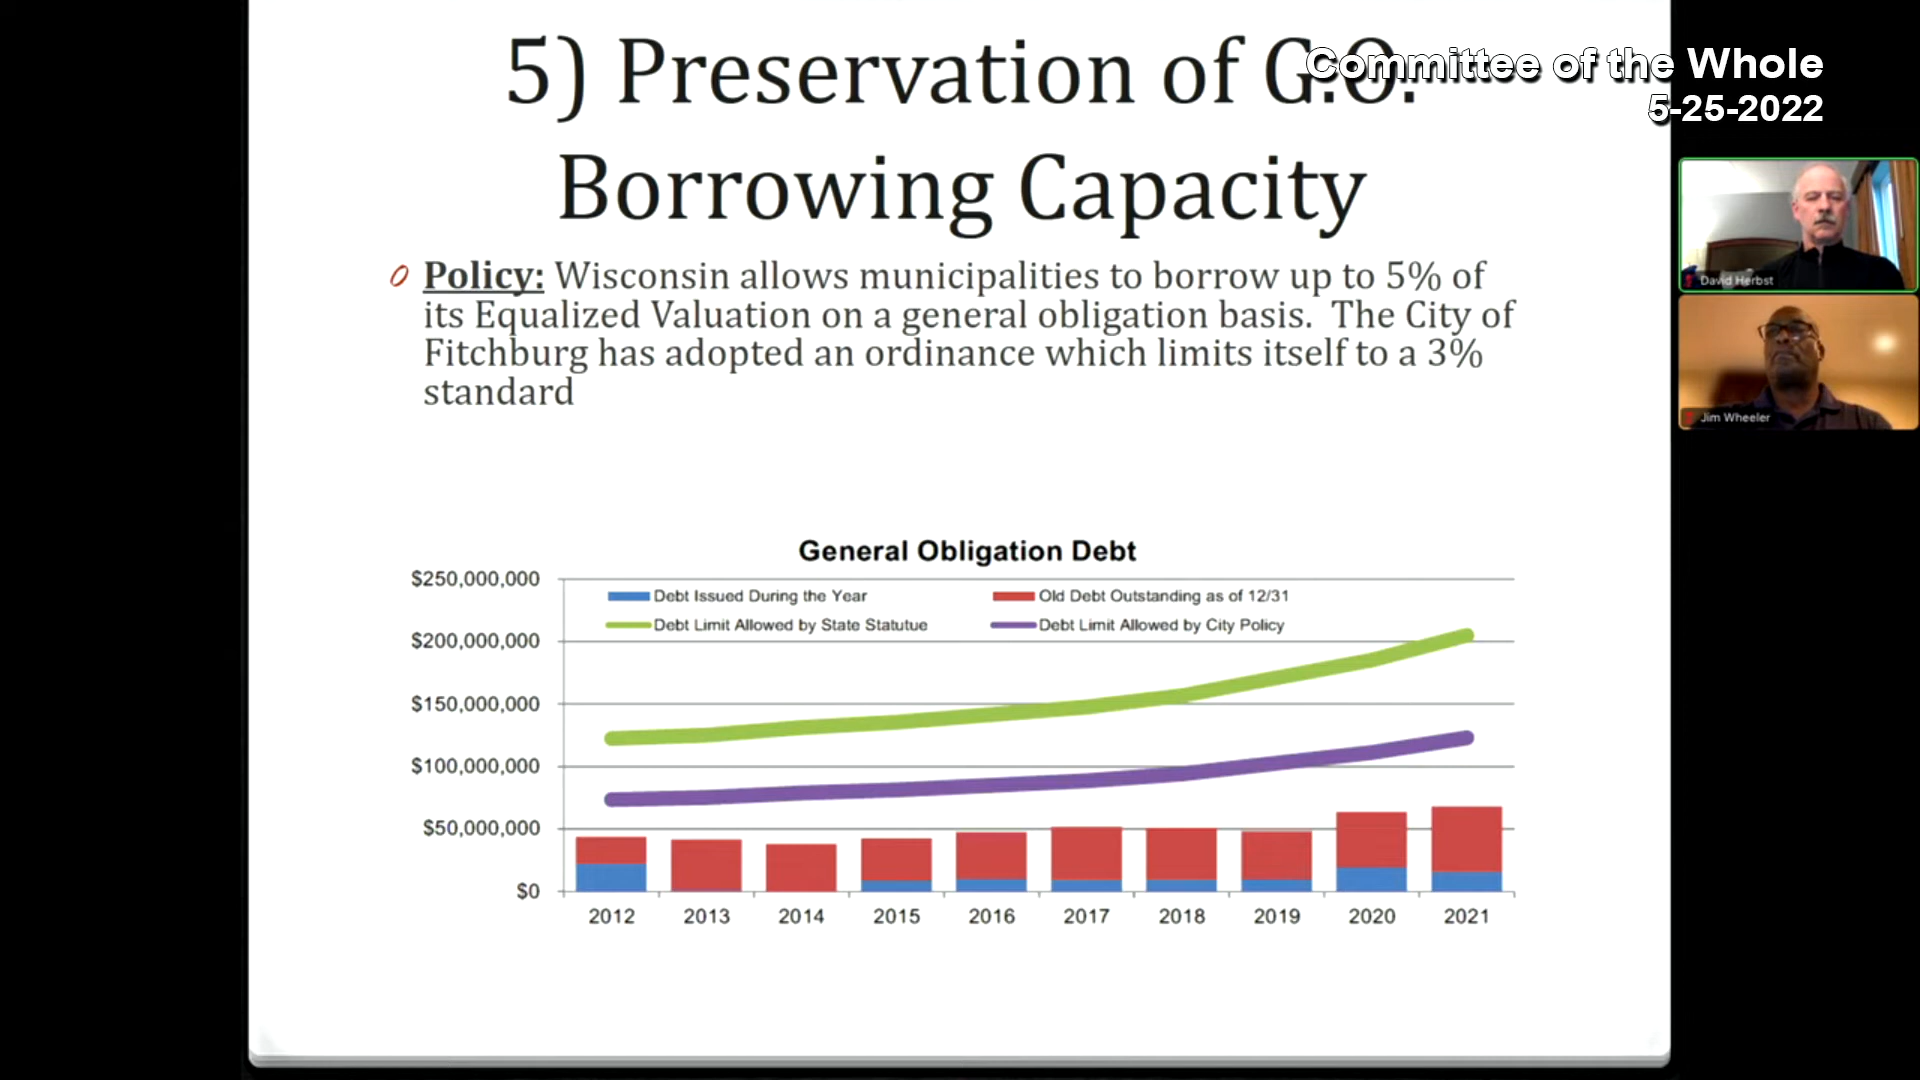 5) Preservation of G.O.
Borrowing Capacity
Committee of the Whole
5-25-2022
Policy: Wisconsin allows municipalities to borrow up to 5% of
its Equalized Valuation on a general obligation basis. The City of
Fitchburg has adopted an ordinance which limits itself to a 3%
standard
David Herbst
Jim Wheeler
General Obligation Debt
Debt Issued During the Year
Old Debt Outstanding as of 12/31
Debt Limit Allowed by State Statutue
Debt Limit Allowed by City Policy
$250,000,000
$200,000,000
$150,000,000
$100,000,000
$50,000,000
$0
2012 2013 2014 2015 2016 2017 2018 2019 2020 2021